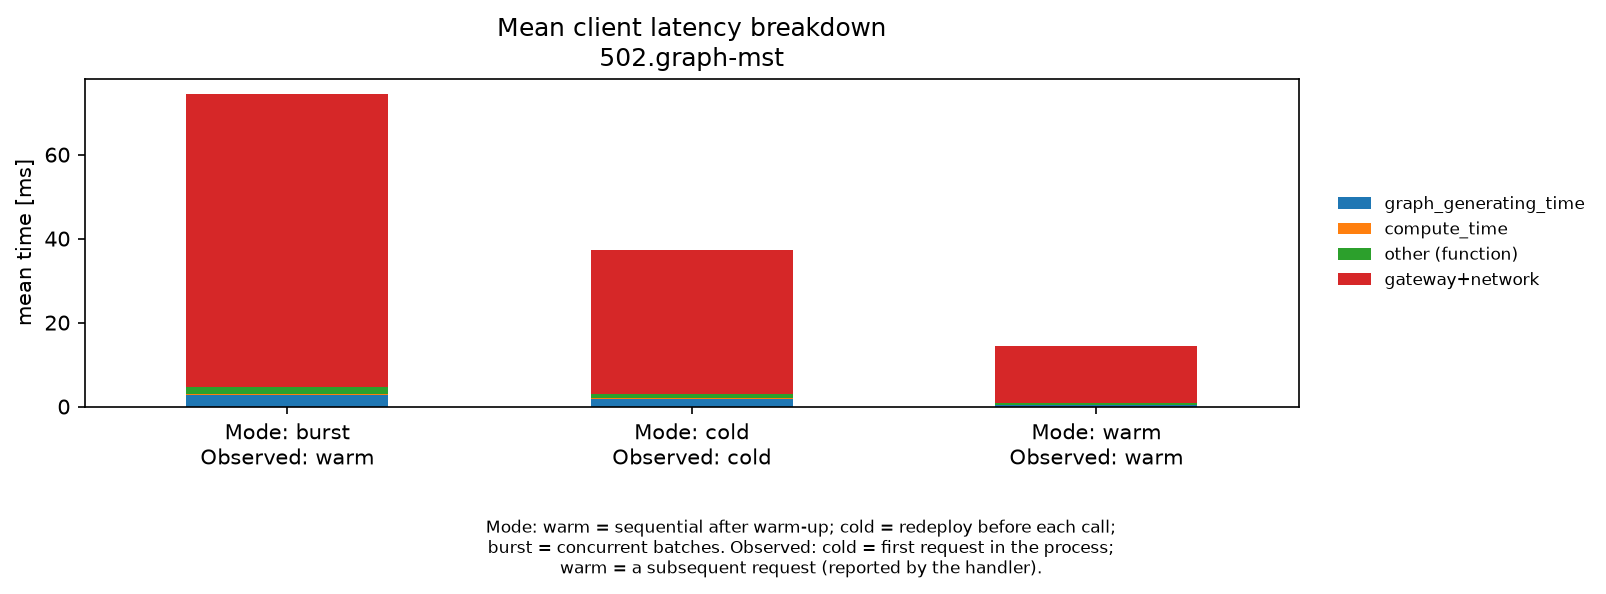 Mean client latency breakdown
502.graph-mst
mean time [ms]
60
40
20
0
Mode: burst
Observed: warm
Mode: cold
Observed: cold
Mode: warm
Observed: warm
graph_generating_time
compute_time
other (function)
gateway+network
Mode: warm = sequential after warm-up; cold = redeploy before each call;
burst = concurrent batches. Observed: cold = first request in the process;
warm = a subsequent request (reported by the handler).